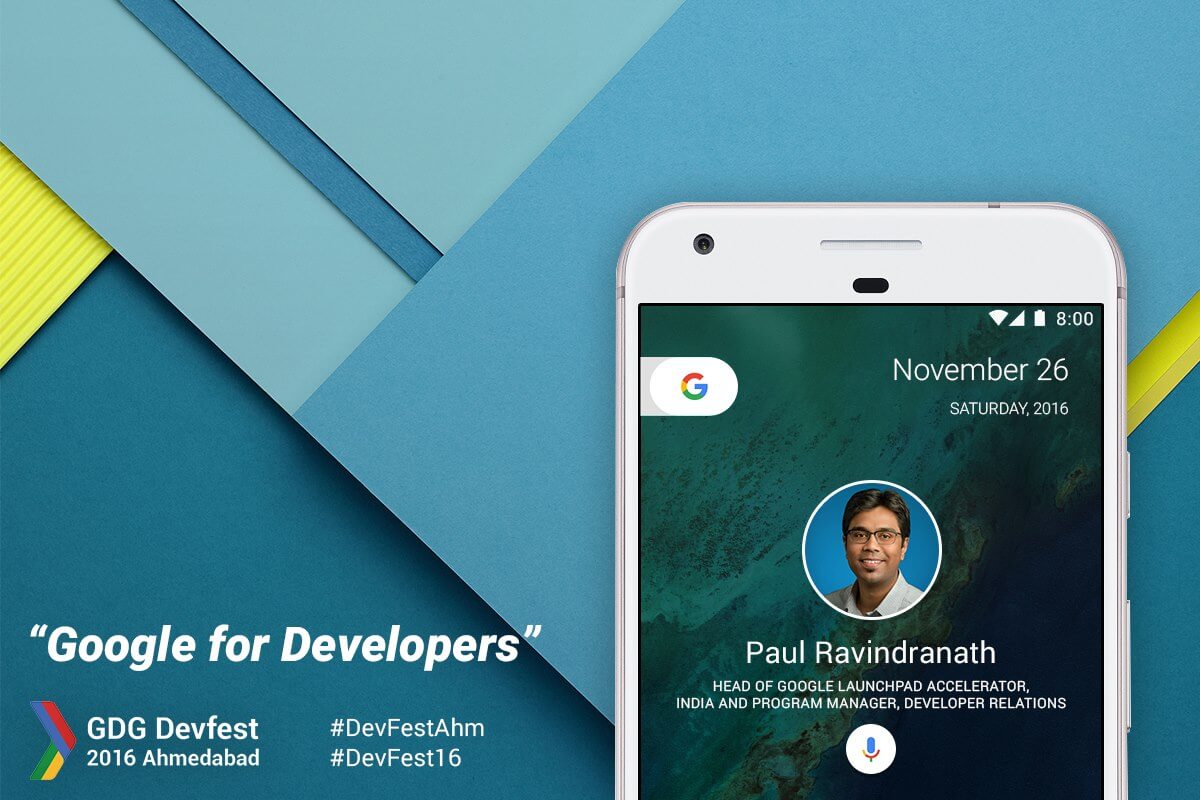 “Google for Developers”
GDG Devfest
2016 Ahmedabad
#DevFestAhm
#DevFest16
8:00
G
November 26
SATURDAY, 2016
Paul Ravindranath
HEAD OF GOOGLE LAUNCHPAD ACCELERATOR,
INDIA AND PROGRAM MANAGER, DEVELOPER RELATIONS